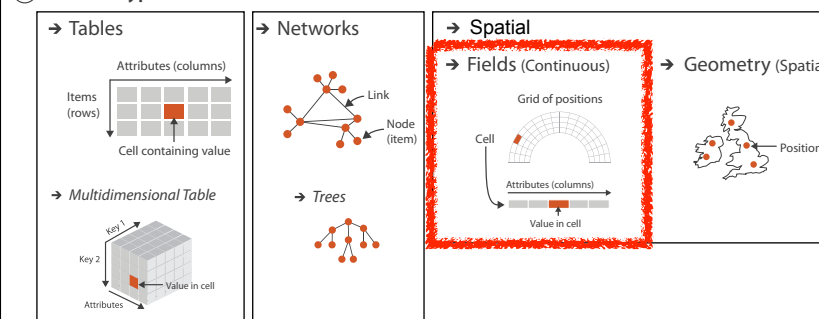 → Tables
Attributes (columns)
Items
(rows)
Cell containing value
→ Multidimensional Table
Key 1
Key 2
Value in cell
Attributes
→ Networks
Link
Node
(item)
→ Trees
→ Spatial
→ Fields (Continuous)
Grid of positions
Cell
Attributes (columns)
Value in cell
→ Geometry (Spatia
Position